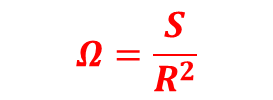 Ω = S / R²